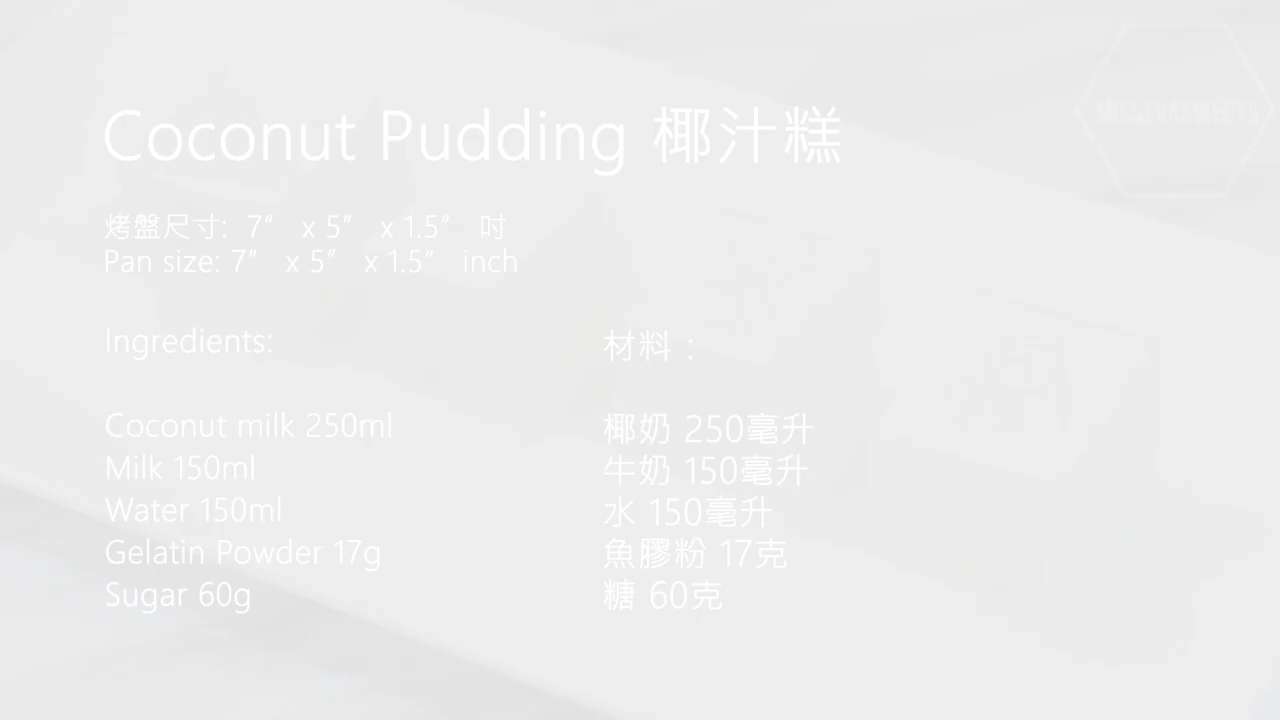 Coconut Pudding 椰汁糕
烤盤尺寸: 7” x 5” x 1.5“ 吋
Pan size: 7” x 5” x 1.5” inch
Ingredients:
Coconut milk 250ml
Milk 150ml
Water 150ml
Gelatin Powder 17g
Sugar 60g
材料：
椰奶 250毫升
牛奶 150毫升
水 150毫升
魚膠粉 17克
糖 60克